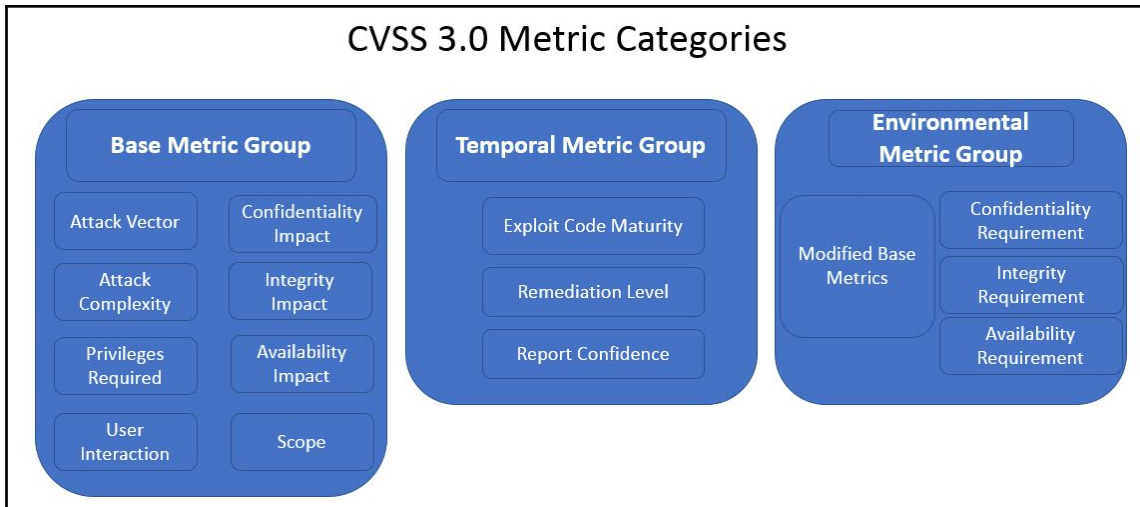 CVSS 3.0 Metric Categories
Base Metric Group
Attack Vector
Confidentiality
Impact
Attack
Complexity
Integrity
Impact
Privileges
Required
Availability
Impact
User
Interaction
Scope
Temporal Metric Group
Exploit Code Maturity
Remediation Level
Report Confidence
Environmental
Metric Group
Modified Base
Metrics
Confidentiality
Requirement
Integrity
Requirement
Availability
Requirement